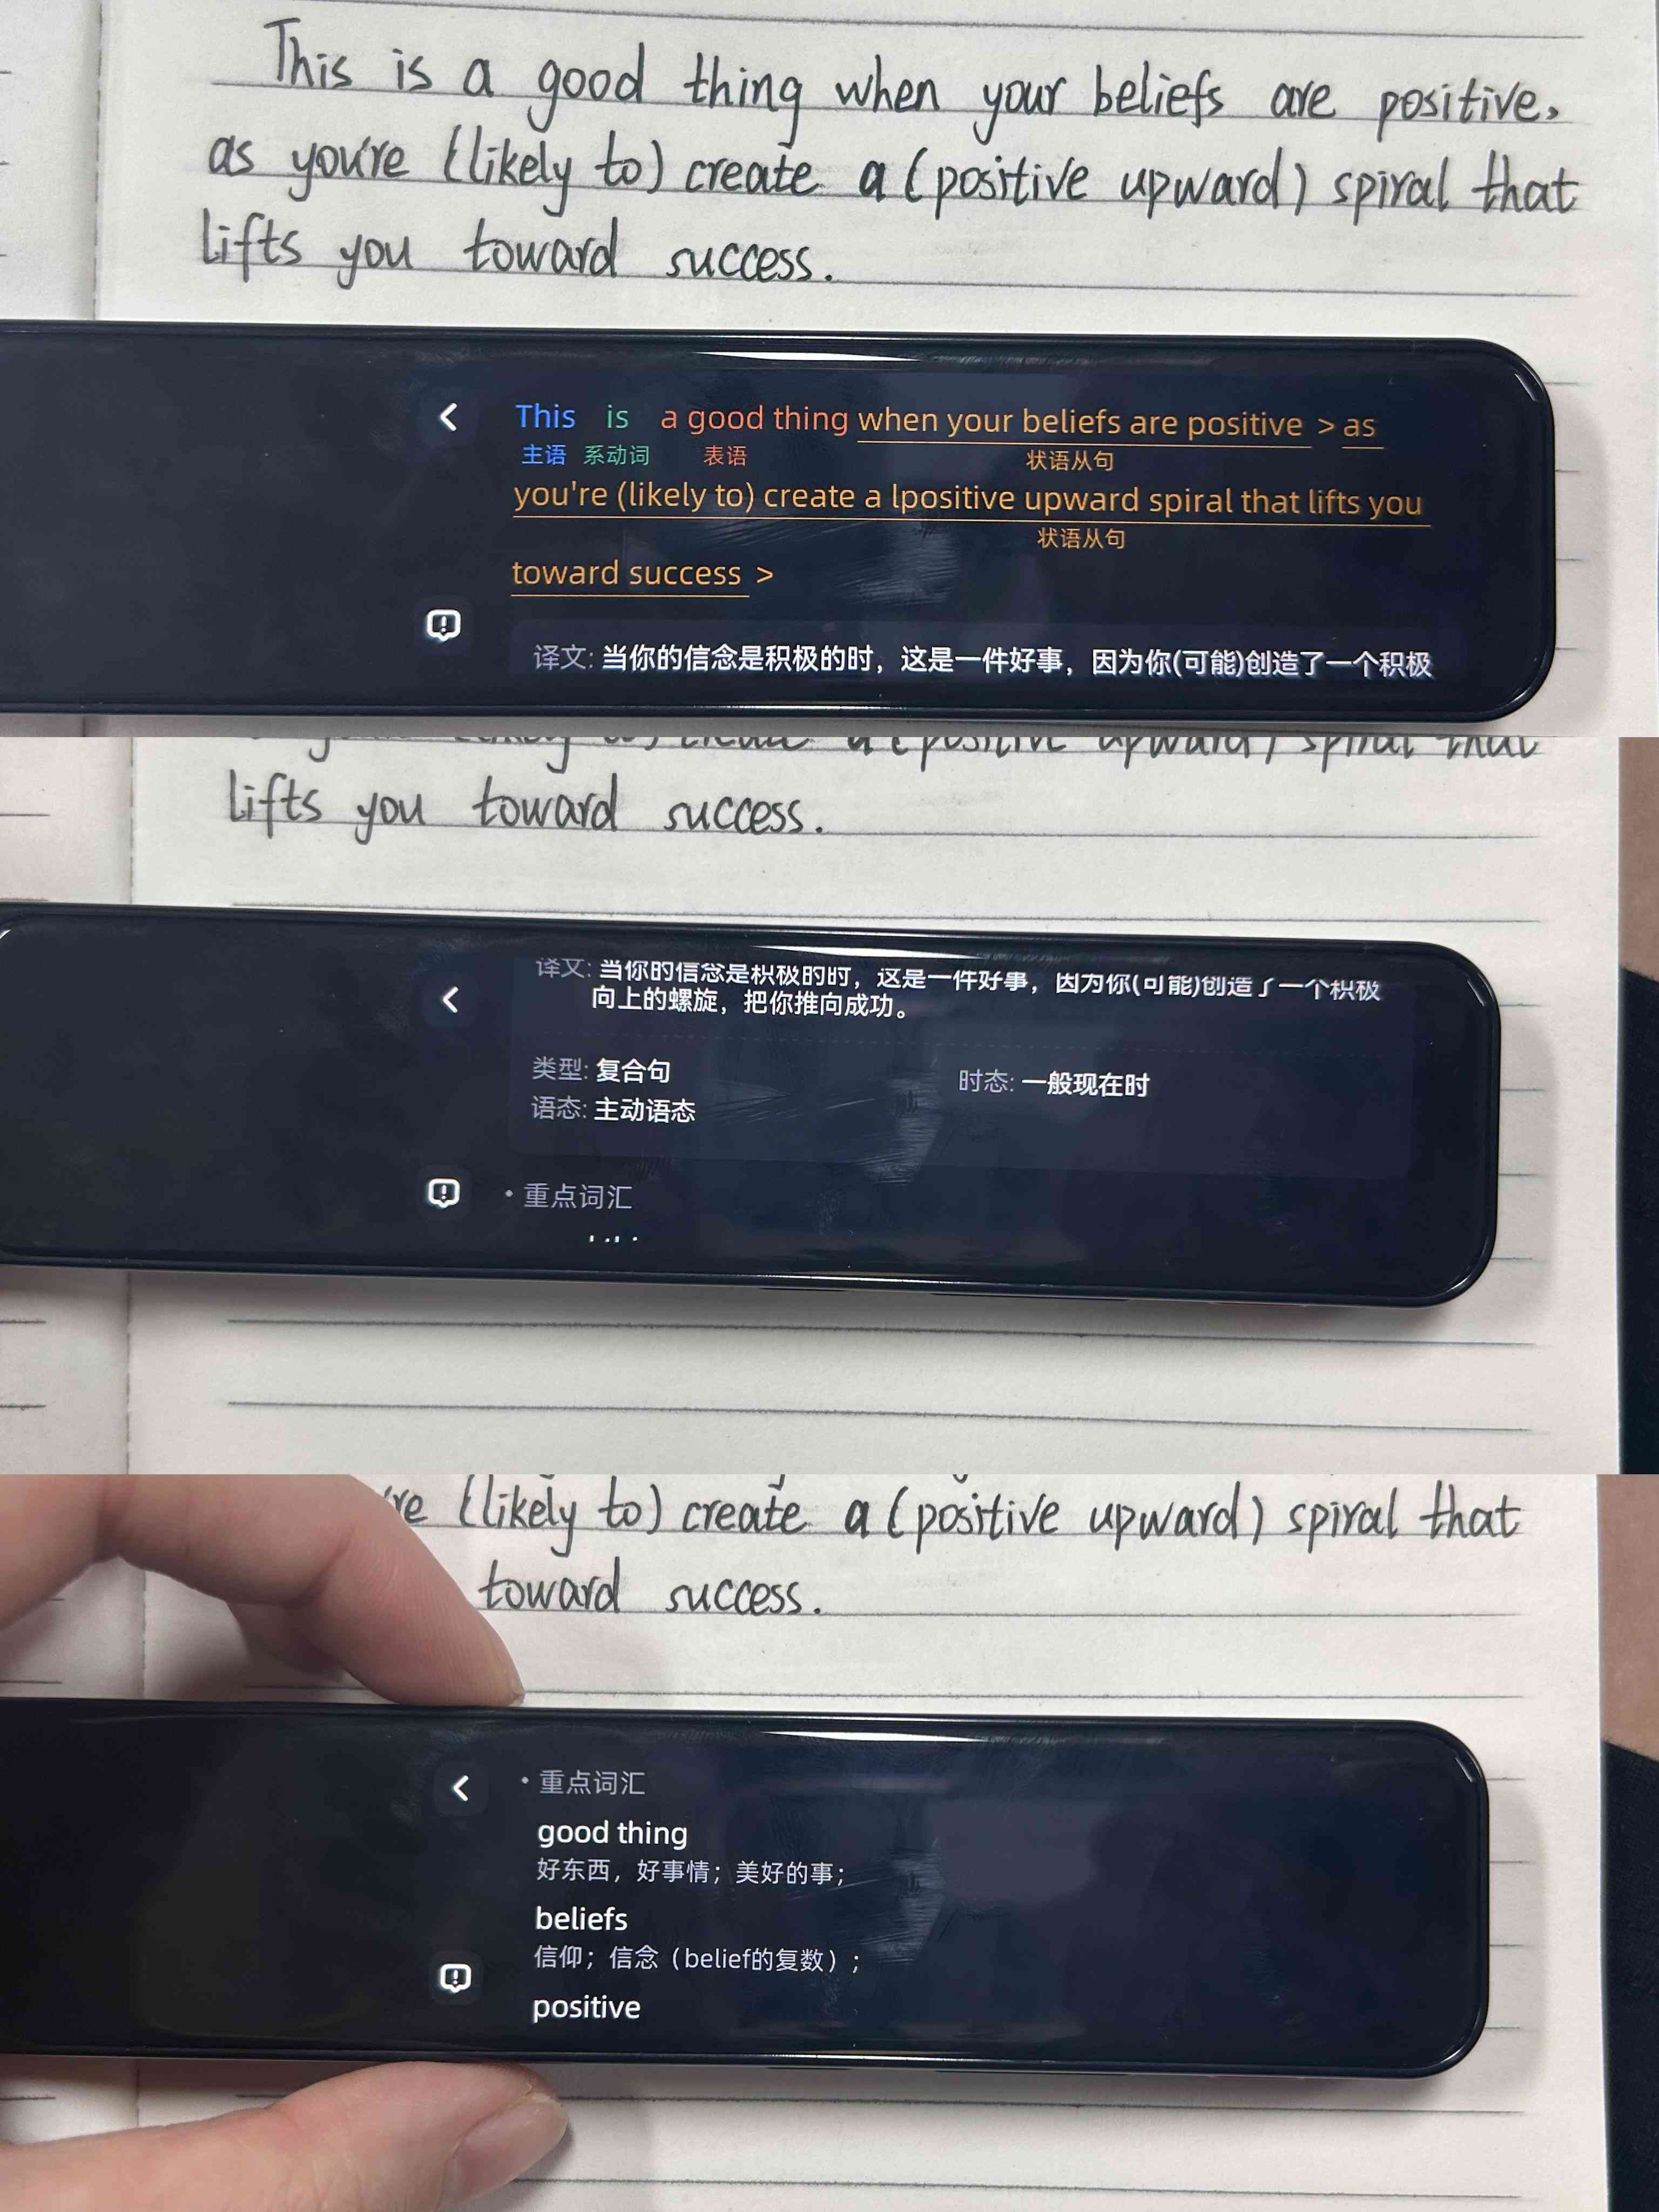 This is a good thing when your beliefs are positive,
as you're (likely to) create a (positive upward) spiral that
lifts you toward success.
This is a good thing when your beliefs are positive > as
主语 系动词 表语 状语从句
you're (likely to) create a lpositive upward spiral that lifts you
状语从句
toward success >
译文: 当你的信念是积极的时，这是一件好事，因为你(可能)创造了一个积极
lifts you toward success.
译文: 当你的信念是积极的时，这是一件好事，因为你(可能)创造了一个积极
向上的螺旋，把你推向成功。
类型: 复合句 时态: 一般现在时
语态: 主动语态
• 重点词汇
're (likely to) create a (positive upward) spiral that
toward success.
• 重点词汇
good thing
好东西，好事情；美好的事；
beliefs
信仰；信念（belief的复数）；
positive